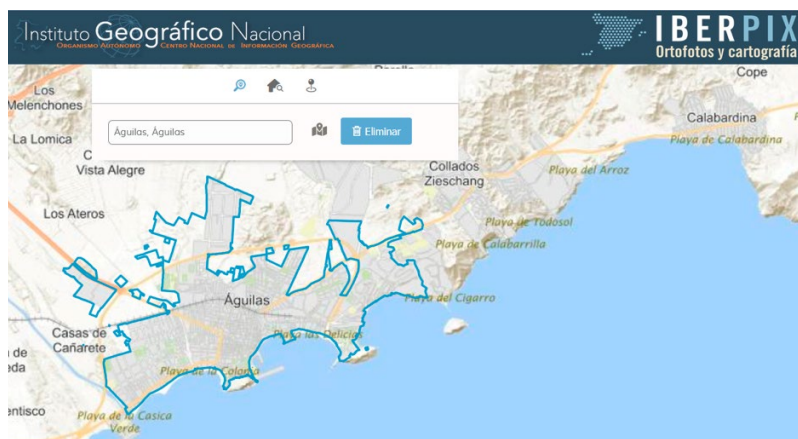 Instituto Geográfico Nacional
ORGANISMO AUTÓNOMO CENTRO NACIONAL DE INFORMACIÓN GEOGRÁFICA
IBERPIX
Ortofotos y cartografía
Los
Melenchones
Cope
Águilas, Águilas
Eliminar
Calabardina
La Lomica
Playa de Calabardina
C
Vista Alegre
Collados
Zieschang
Playa del Arroz
Los Ateros
Playa de Todosol
Playa de Calabarrilla
Águilas
Playa del Cigarro
Casas de
Cañarete
Playa las Delicias
de
eda
Playa de la Colonia
entisco
Playa de la Casica
Verde